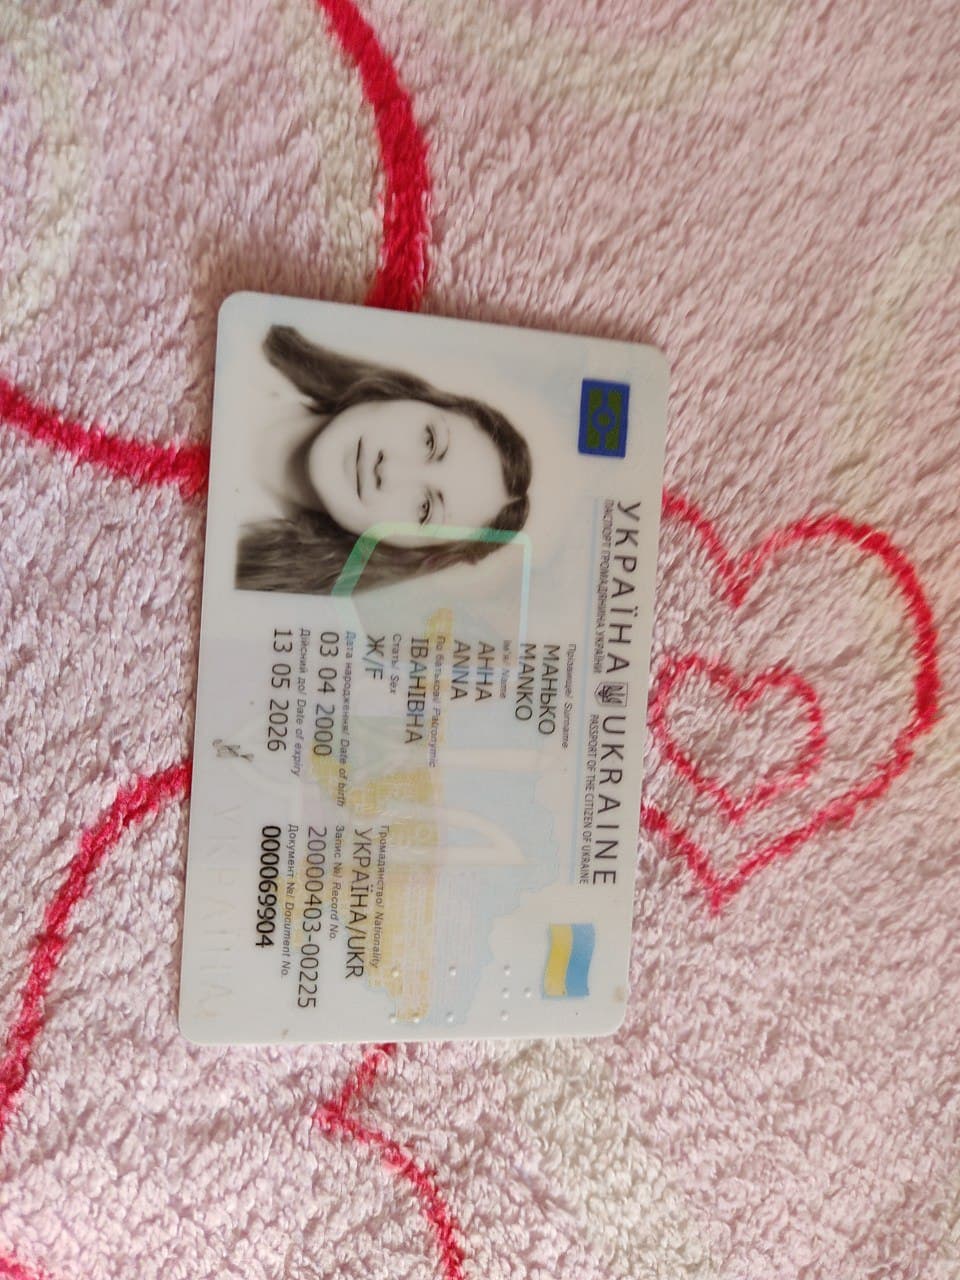 УКРАЇНА UKRAINE
ПАСПОРТ ГРОМАДЯНИНА УКРАЇНИ PASSPORT OF THE CITIZEN OF UKRAINE
Прізвище/ Surname
МАНЬКО
MANKO
Ім'я/ Name
АННА
ANNA
По батькові/ Patronymic
ІВАНІВНА
Стать/ Sex
Ж/F
Громадянство/ Nationality
УКРАЇНА/UKR
Дата народження/ Date of birth
03 04 2000
Запис №/ Record No.
20000403-00225
Дійсний до/ Date of expiry
13 05 2026
Документ №/ Document No.
000069904